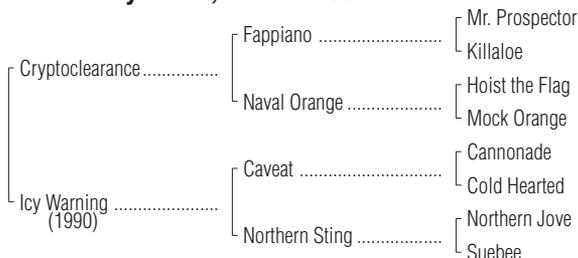 Mr. Prospector
Fappiano ........................
Killaloe
Cryptoclearance...............
Hoist the Flag
Naval Orange ...................
Mock Orange
Cannonade
Caveat ............................
Cold Hearted
Icy Warning .....................
(1990)
Northern Jove
Northern Sting .................
Suebee